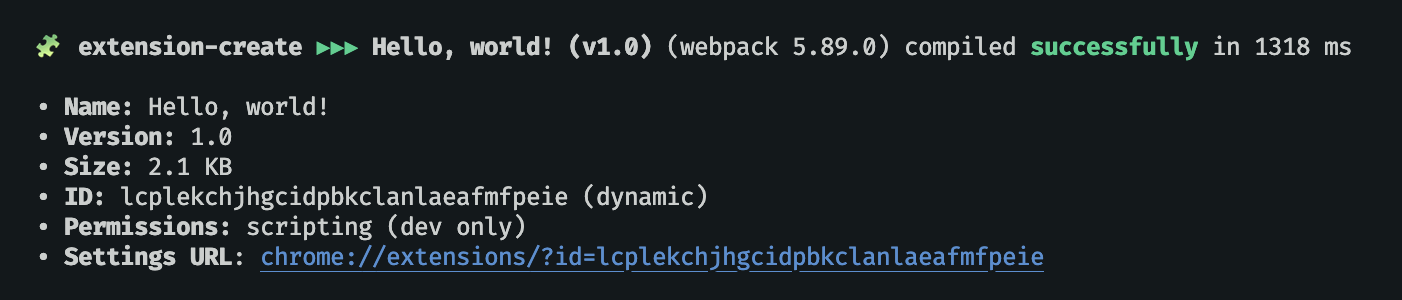 🧩 extension-create ►►► Hello, world! (v1.0) (webpack 5.89.0) compiled successfully in 1318 ms
• Name: Hello, world!
• Version: 1.0
• Size: 2.1 KB
• ID: lcplekchjhgcidpbkclanlaeafmfpeie (dynamic)
• Permissions: scripting (dev only)
• Settings URL: chrome://extensions/?id=lcplekchjhgcidpbkclanlaeafmfpeie